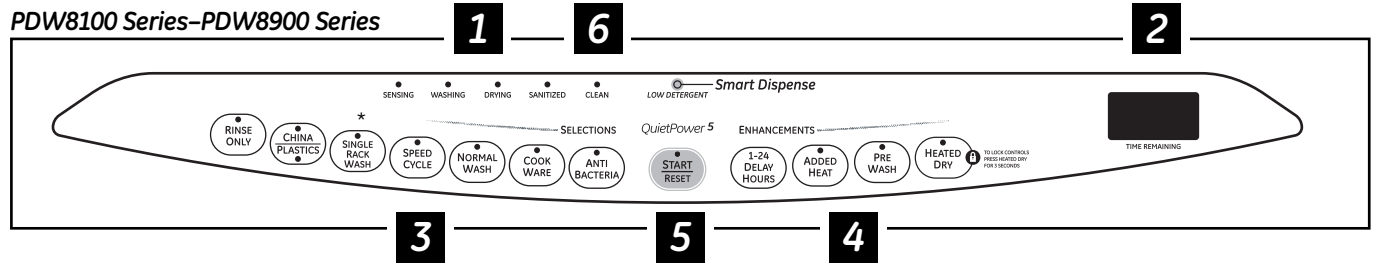 PDW8100 Series–PDW8900 Series
1
6
2
SENSING
WASHING
DRYING
SANITIZED
CLEAN
LOW DETERGENT
Smart Dispense
*
SELECTIONS
QuietPower 5
ENHANCEMENTS
RINSE
ONLY
CHINA
PLASTICS
SINGLE
RACK
WASH
SPEED
CYCLE
NORMAL
WASH
COOK
WARE
ANTI
BACTERIA
START
RESET
1-24
DELAY
HOURS
ADDED
HEAT
PRE
WASH
HEATED
DRY
TO LOCK CONTROLS
PRESS HEATED DRY
FOR 3 SECONDS
TIME REMAINING
3
5
4